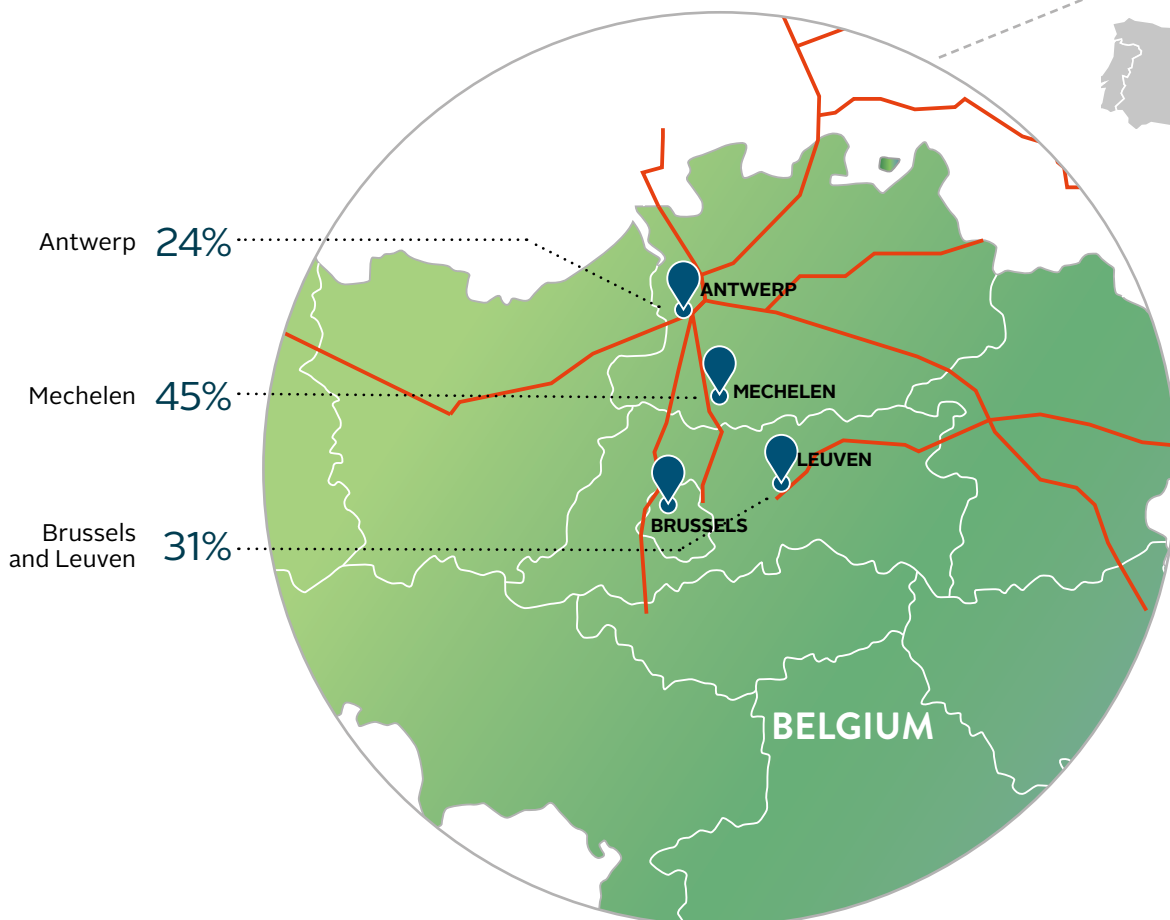 Antwerp 24%
ANTWERP
Mechelen 45%
MECHELEN
LEUVEN
Brussels
and Leuven 31%
BRUSSELS
BELGIUM